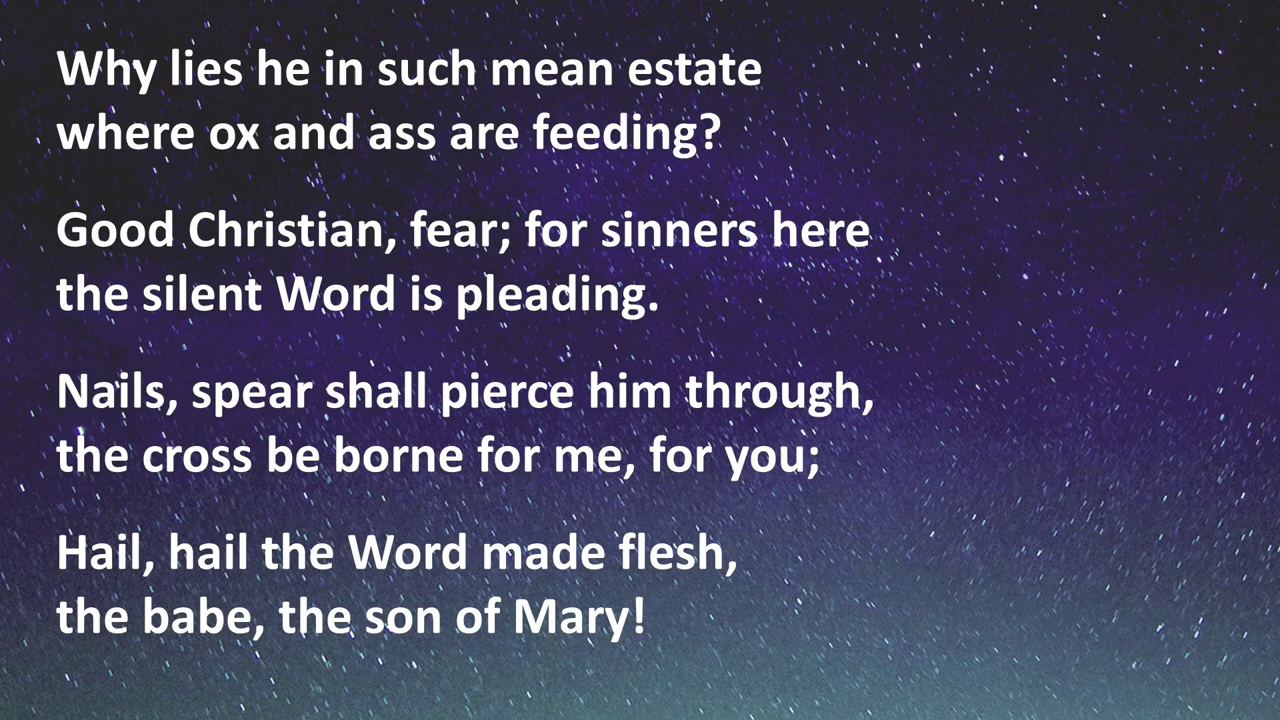 Why lies he in such mean estate
where ox and ass are feeding?
Good Christian, fear; for sinners here
the silent Word is pleading.
Nails, spear shall pierce him through,
the cross be borne for me, for you;
Hail, hail the Word made flesh,
the babe, the son of Mary!